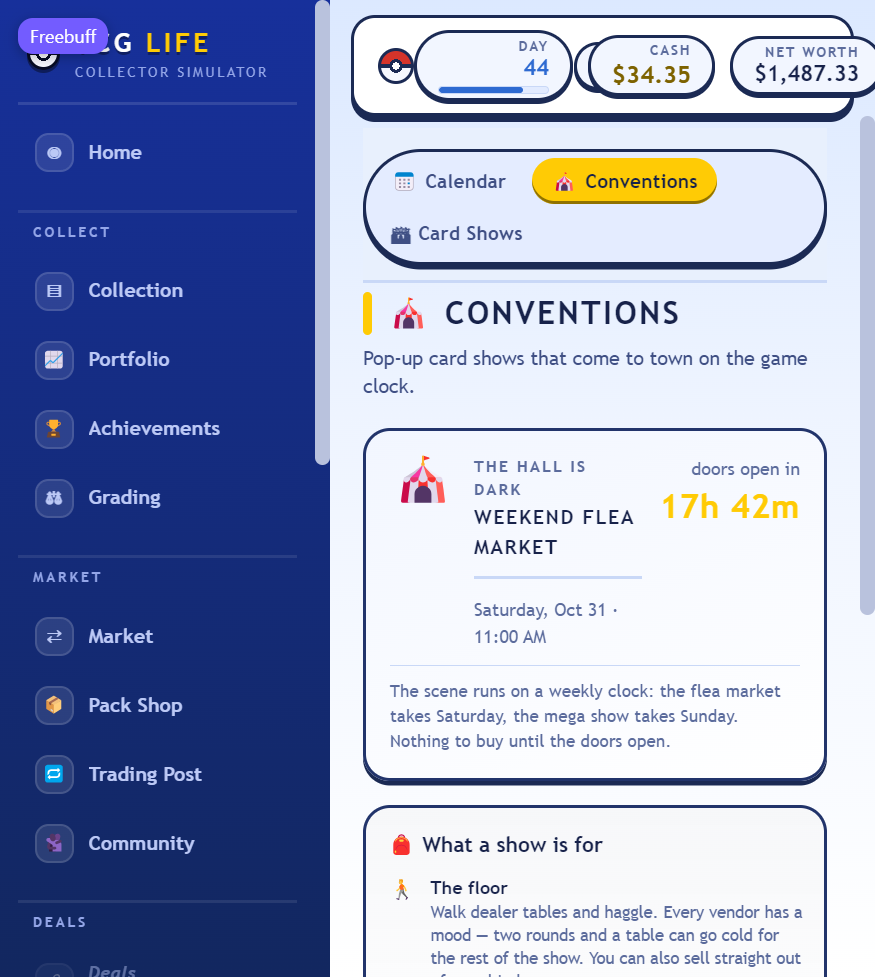 Freebuff
CG LIFE
COLLECTOR SIMULATOR
Home
COLLECT
Collection
Portfolio
Achievements
Grading
MARKET
Market
Pack Shop
Trading Post
Community
DEALS
Deals
DAY
44
CASH
$34.35
NET WORTH
$1,487.33
Calendar
Conventions
Card Shows
CONVENTIONS
Pop-up card shows that come to town on the game
clock.
THE HALL IS
DARK
WEEKEND FLEA
MARKET
Saturday, Oct 31 ·
11:00 AM
doors open in
17h 42m
The scene runs on a weekly clock: the flea market
takes Saturday, the mega show takes Sunday.
Nothing to buy until the doors open.
What a show is for
The floor
Walk dealer tables and haggle. Every vendor has a
mood — two rounds and a table can go cold for
the rest of the show. You can also sell straight out